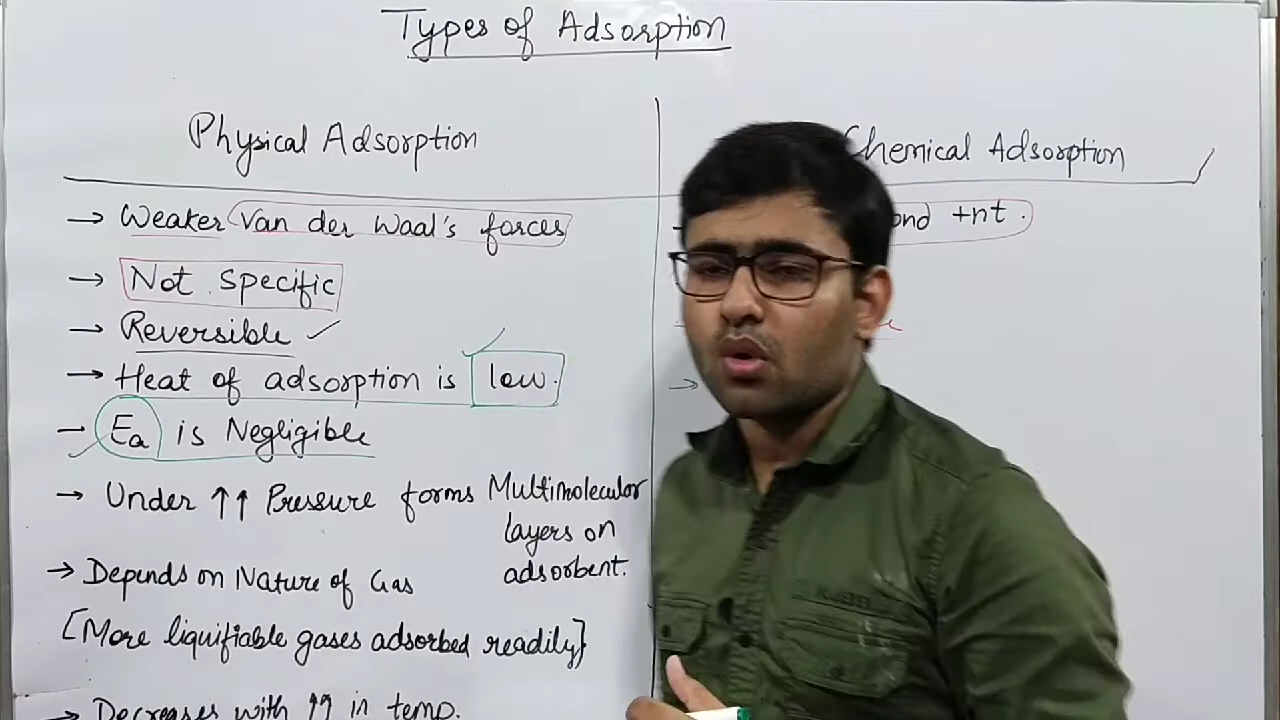 Types of Adsorption
Physical Adsorption
→ Weaker Van der Waal's forces
→ Not specific
→ Reversible ✓
→ Heat of adsorption is low.
→ Ea is Negligible
→ Under ↑↑ Pressure forms Multimolecular
layers on
adsorbent.
→ Depends on Nature of Gas
[More liquifiable gases adsorbed readily}
→ Decreases with ↑↑ in temp.
Chemical Adsorption
+nt.